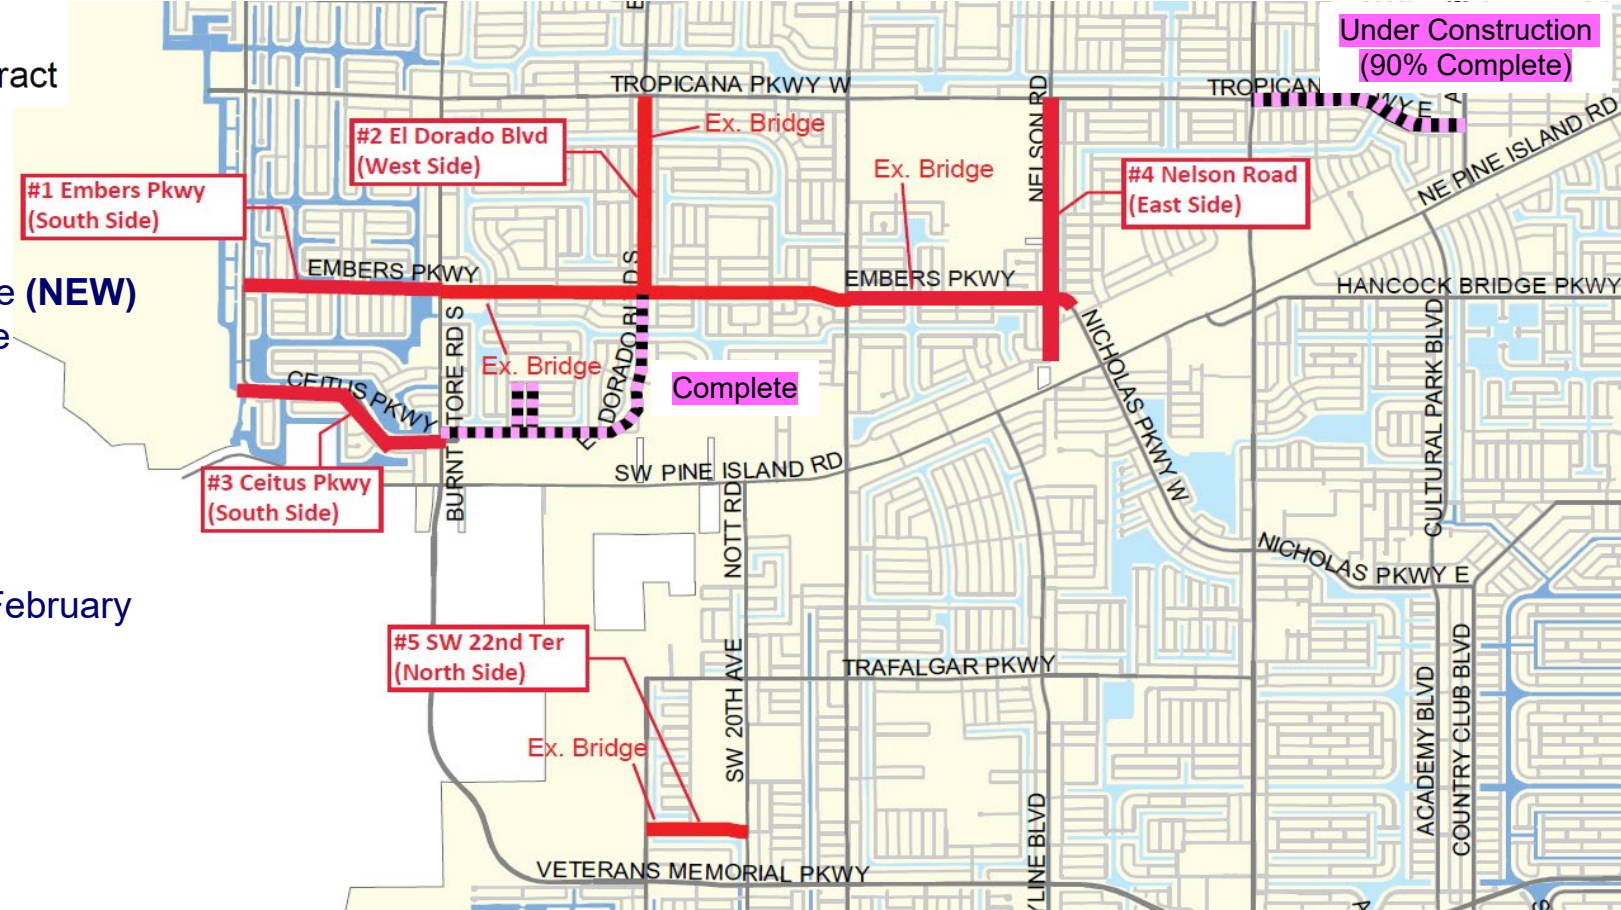 ract
Under Construction
(90% Complete)
TROPICANA PKWY W
NELSON RD
#2 El Dorado Blvd
(West Side)
Ex. Bridge
Ex. Bridge
#4 Nelson Road
(East Side)
NE PINE ISLAND RD
#1 Embers Pkwy
(South Side)
EMBERS PKWY
EMBERS PKWY
HANCOCK BRIDGE PKWY
e (NEW)
e
Ex. Bridge
Complete
CEITUS PKWY
BURNT STORE RD S
NICHOLAS PKWY W
CULTURAL PARK BLVD
#3 Ceitus Pkwy
(South Side)
SW PINE ISLAND RD
NOTT RD
NICHOLAS PKWY E
February
#5 SW 22nd Ter
(North Side)
TRAFALGAR PKWY
SW 20TH AVE
Ex. Bridge
ACADEMY BLVD
COUNTRY CLUB BLVD
YLINE BLVD
VETERANS MEMORIAL PKWY